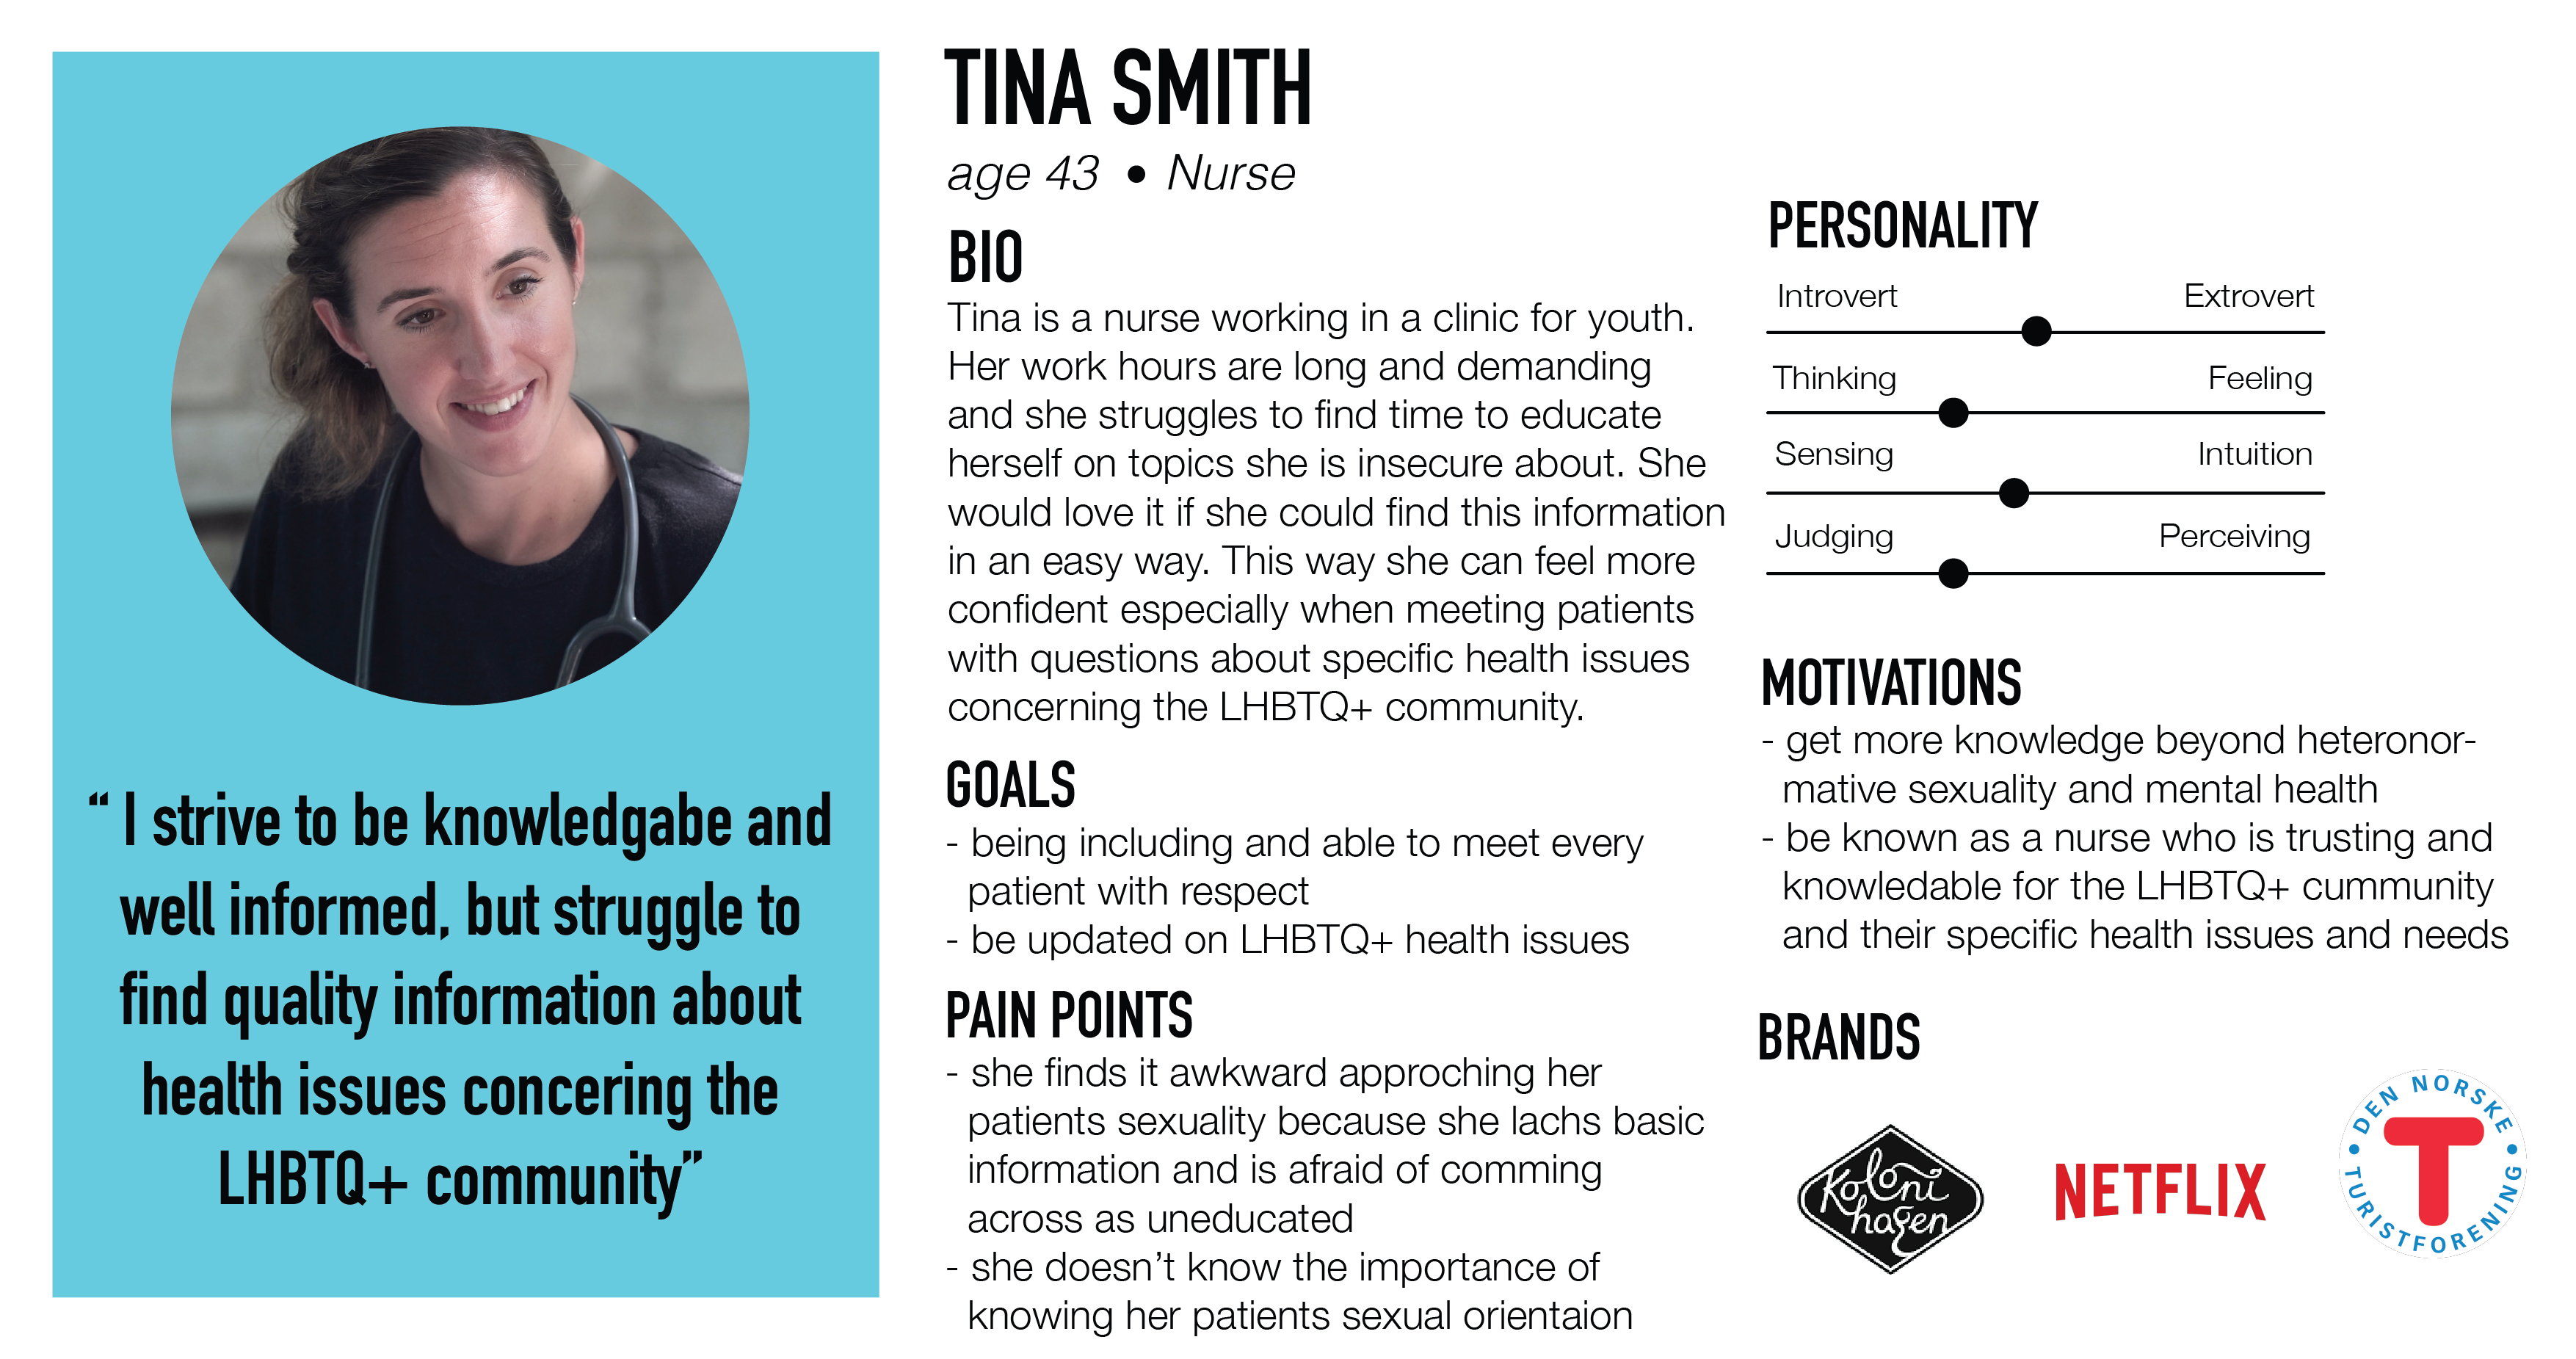 “ I strive to be knowledgabe and
well informed, but struggle to
find quality information about
health issues concering the
LHBTQ+ community”
TINA SMITH
age 43 • Nurse
BIO
Tina is a nurse working in a clinic for youth.
Her work hours are long and demanding
and she struggles to find time to educate
herself on topics she is insecure about. She
would love it if she could find this information
in an easy way. This way she can feel more
confident especially when meeting patients
with questions about specific health issues
concerning the LHBTQ+ community.
GOALS
- being including and able to meet every
patient with respect
- be updated on LHBTQ+ health issues
PAIN POINTS
- she finds it awkward approching her
patients sexuality because she lachs basic
information and is afraid of comming
across as uneducated
- she doesn’t know the importance of
knowing her patients sexual orientaion
PERSONALITY
Introvert Extrovert
Thinking Feeling
Sensing Intuition
Judging Perceiving
MOTIVATIONS
- get more knowledge beyond heteronor-
mative sexuality and mental health
- be known as a nurse who is trusting and
knowledable for the LHBTQ+ cummunity
and their specific health issues and needs
BRANDS
Koloni
hagen
NETFLIX
DEN NORSKE
T
TURISTFORENING